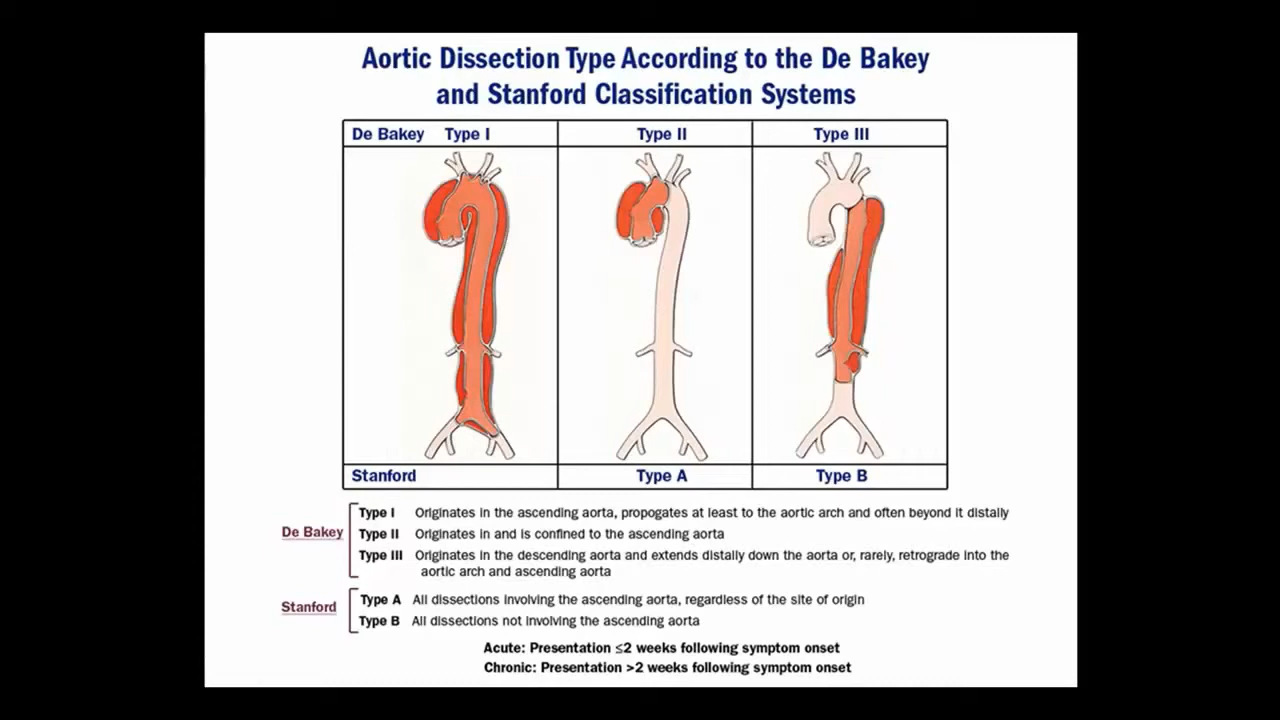 Aortic Dissection Type According to the De Bakey
and Stanford Classification Systems
De Bakey Type I Type II Type III
Stanford Type A Type B
De Bakey
Type I Originates in the ascending aorta, propogates at least to the aortic arch and often beyond it distally
Type II Originates in and is confined to the ascending aorta
Type III Originates in the descending aorta and extends distally down the aorta or, rarely, retrograde into the
aortic arch and ascending aorta
Stanford
Type A All dissections involving the ascending aorta, regardless of the site of origin
Type B All dissections not involving the ascending aorta
Acute: Presentation ≤2 weeks following symptom onset
Chronic: Presentation >2 weeks following symptom onset